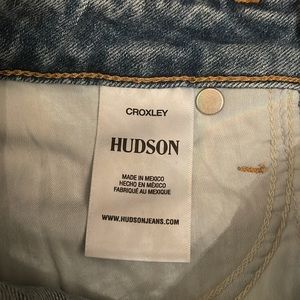 CROXLEY
HUDSON
MADE IN MEXICO
HECHO EN MÉXICO
FABRIQUÉ AU MEXIQUE
WWW.HUDSONJEANS.COM